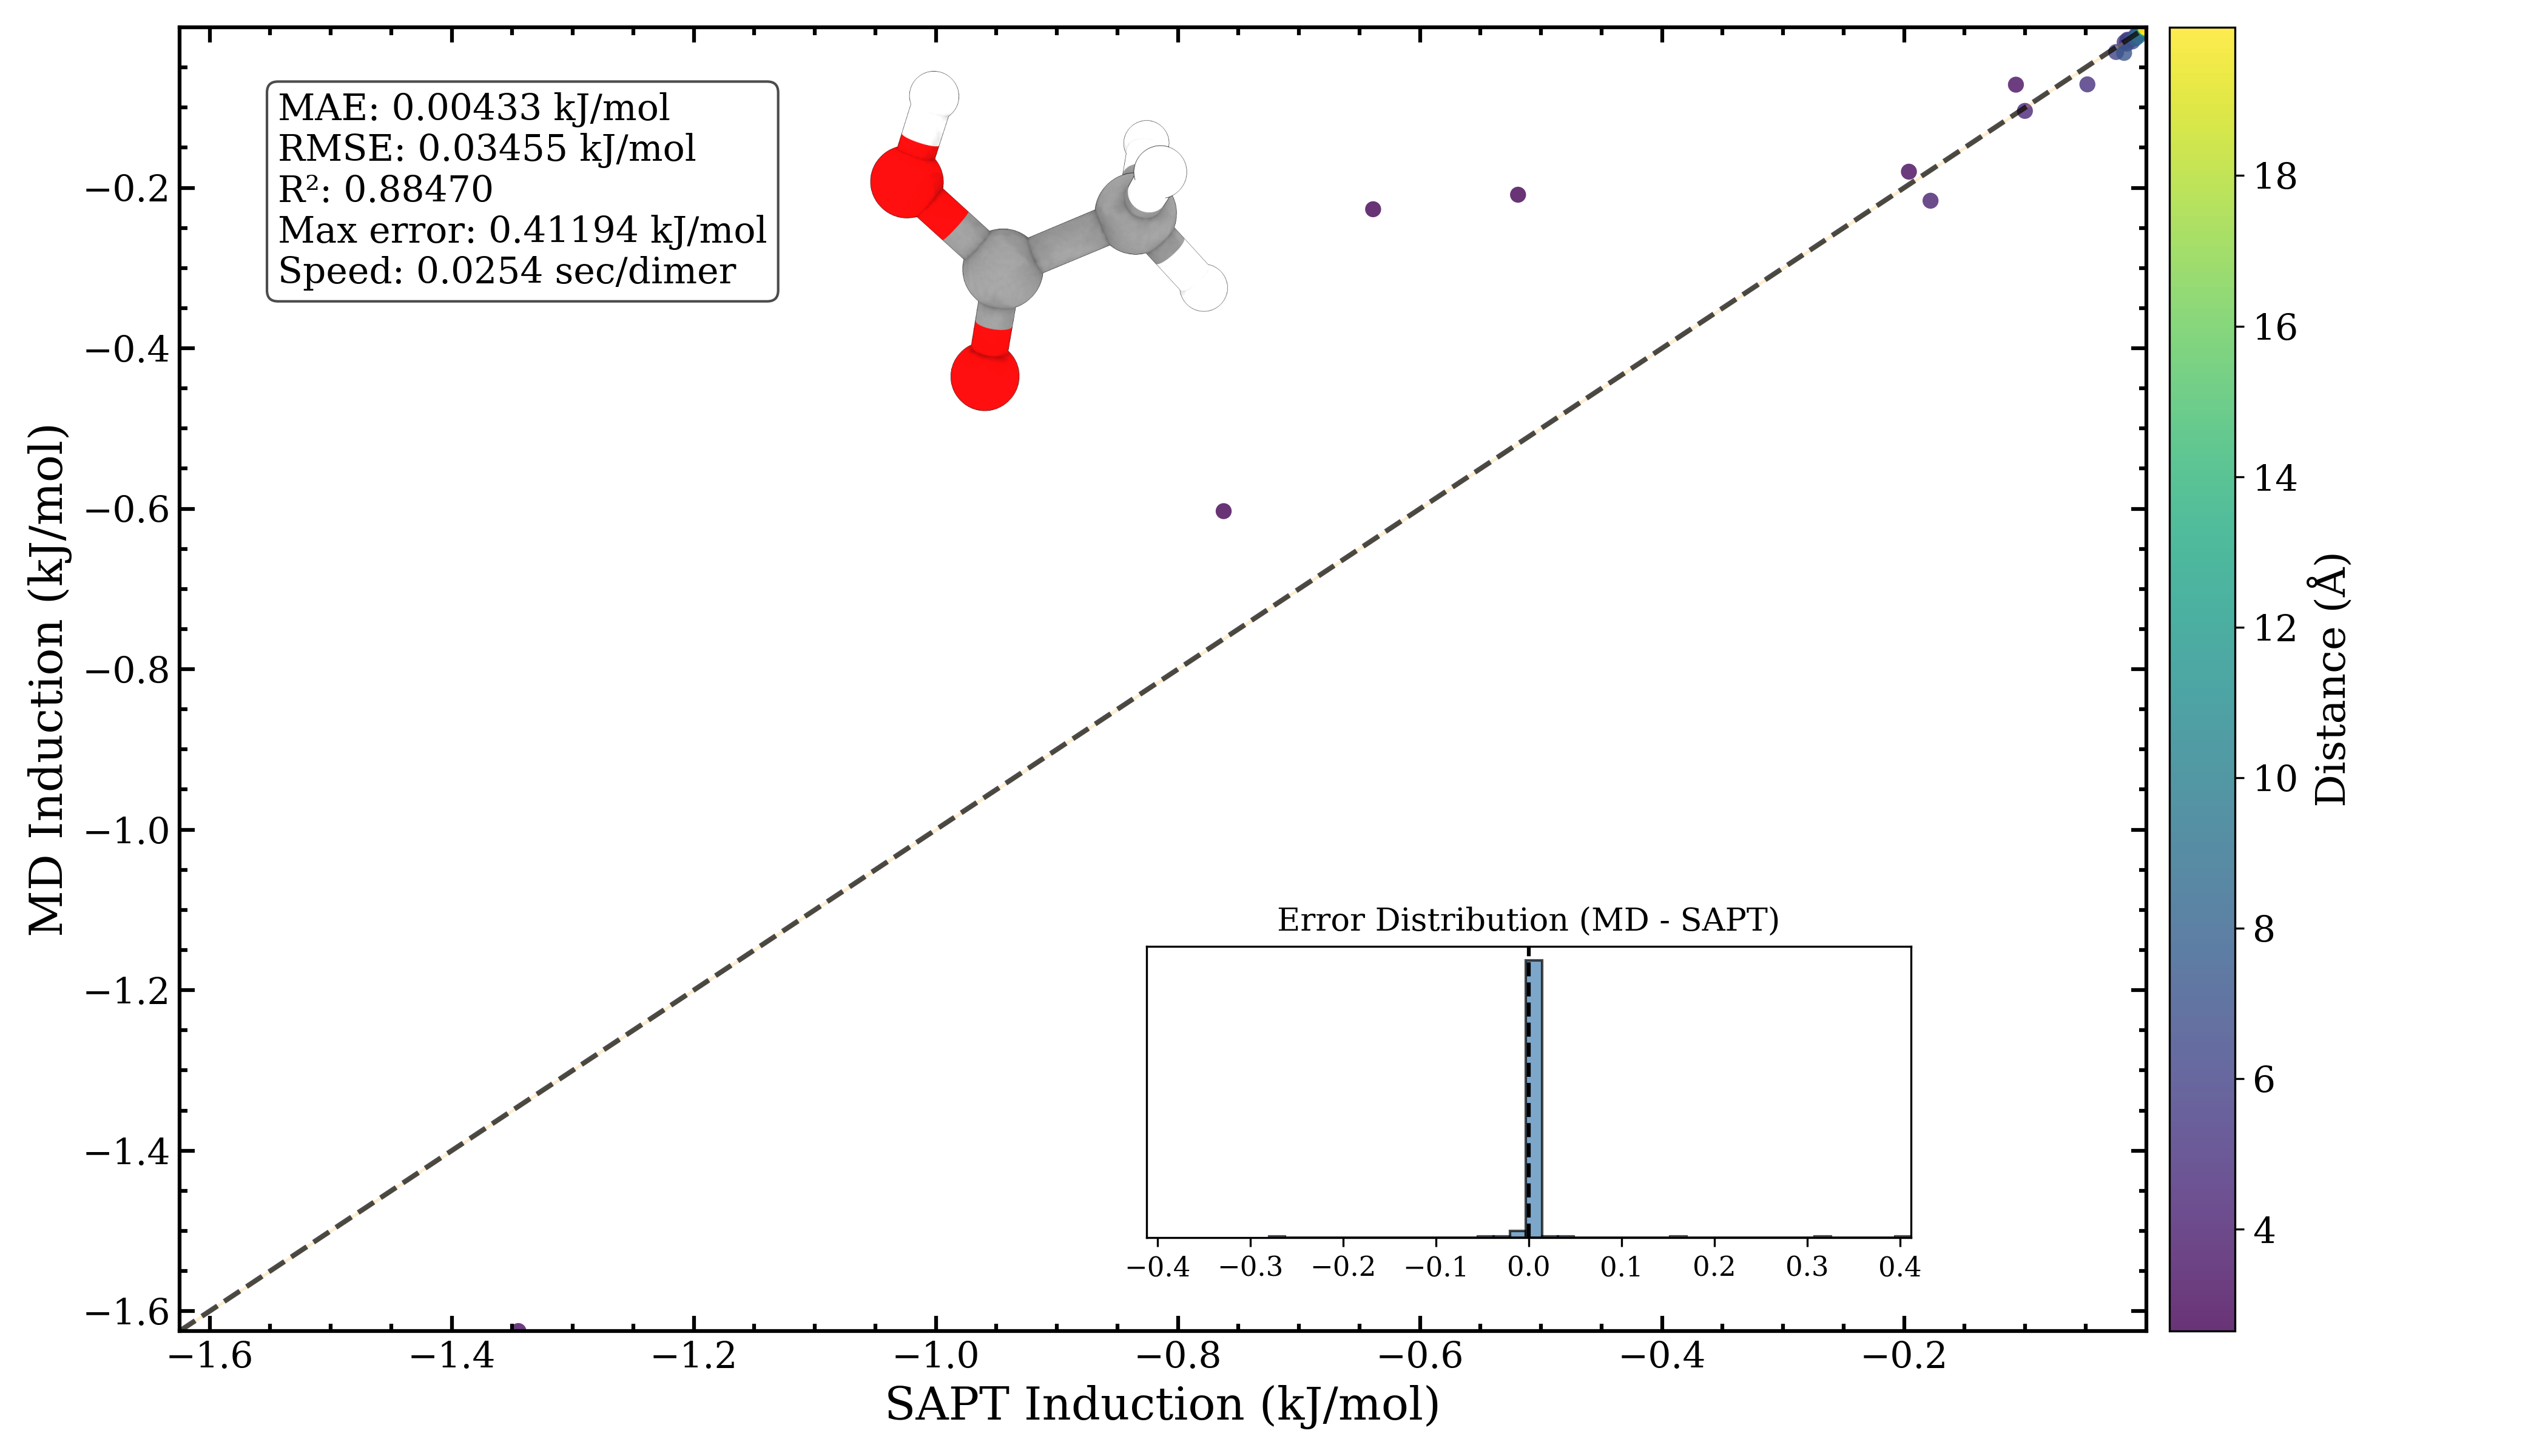 MAE: 0.00433 kJ/mol
RMSE: 0.03455 kJ/mol
R²: 0.88470
Max error: 0.41194 kJ/mol
Speed: 0.0254 sec/dimer
MD Induction (kJ/mol)
−0.2
−0.4
−0.6
−0.8
−1.0
−1.2
−1.4
−1.6
Error Distribution (MD - SAPT)
−0.4 −0.3 −0.2 −0.1 0.0 0.1 0.2 0.3 0.4
−1.6 −1.4 −1.2 −1.0 −0.8 −0.6 −0.4 −0.2
SAPT Induction (kJ/mol)
18
16
14
12
10
8
6
4
Distance (Å)